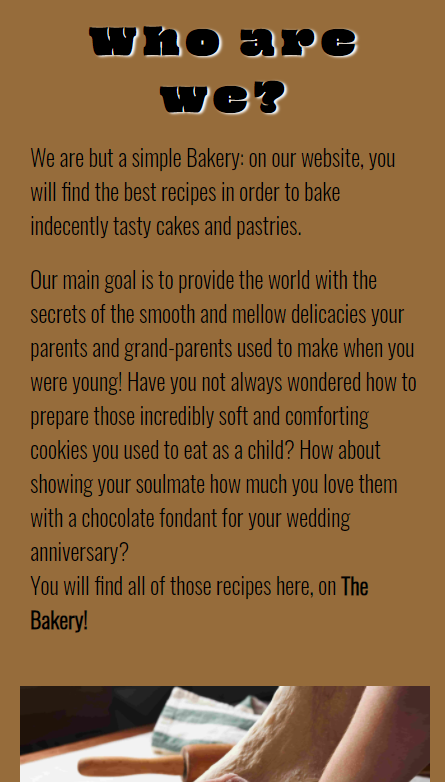 Who are
we?
We are but a simple Bakery: on our website, you
will find the best recipes in order to bake
indecently tasty cakes and pastries.
Our main goal is to provide the world with the
secrets of the smooth and mellow delicacies your
parents and grand-parents used to make when you
were young! Have you not always wondered how to
prepare those incredibly soft and comforting
cookies you used to eat as a child? How about
showing your soulmate how much you love them
with a chocolate fondant for your wedding
anniversary?
You will find all of those recipes here, on The
Bakery!